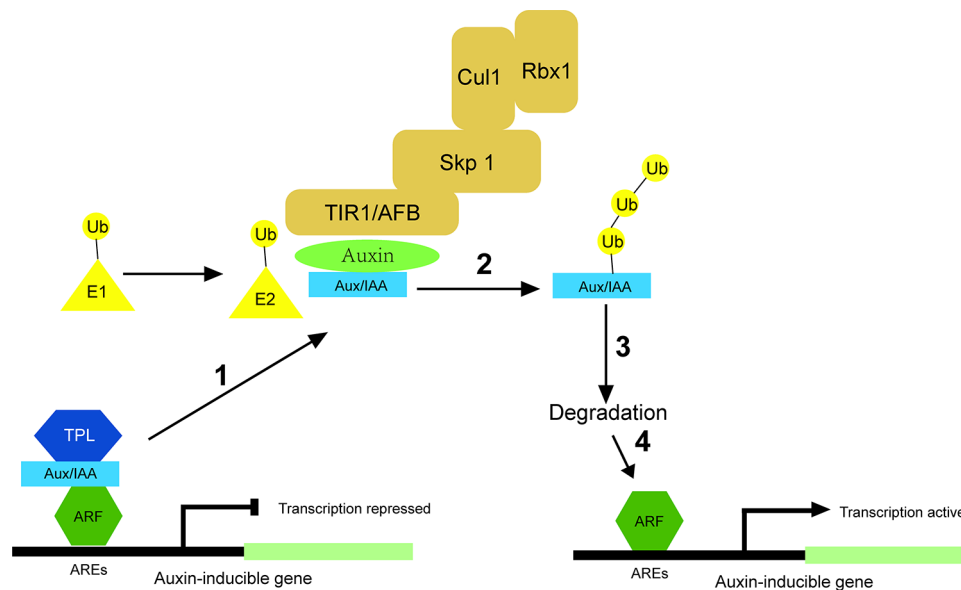 Cul1
Rbx1
Skp 1
TIR1/AFB
Ub
Ub
Ub
Ub
Ub
Auxin
E1
E2
Aux/IAA
2
Aux/IAA
1
3
Degradation
4
TPL
Aux/IAA
ARF
Transcription repressed
AREs
Auxin-inducible gene
ARF
Transcription active
AREs
Auxin-inducible gene